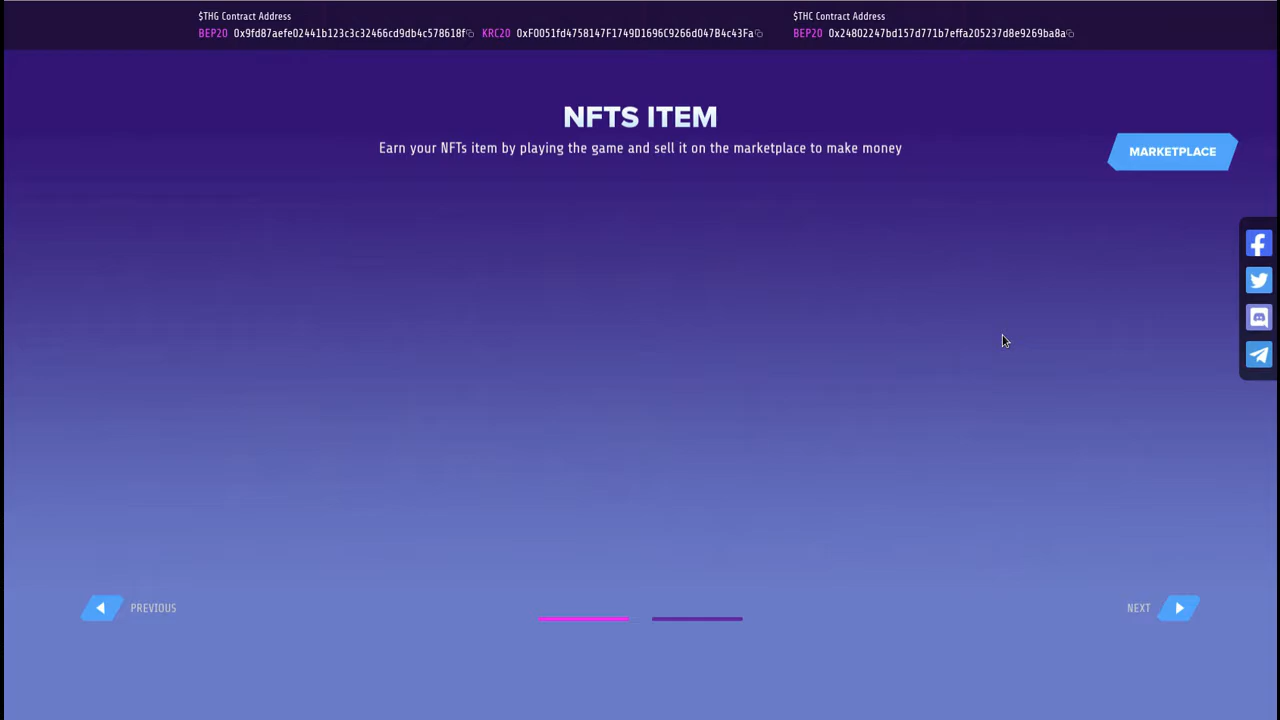 $THG Contract Address
BEP20 0x9fd87aefe02441b123c3c32466cd9db4c578618f
KRC20 0xF0051fd4758147F1749D1696C9266d047B4c43Fa
$THC Contract Address
BEP20 0x24802247bd157d771b7effa205237d8e9269ba8a
NFTS ITEM
Earn your NFTs item by playing the game and sell it on the marketplace to make money
MARKETPLACE
PREVIOUS
NEXT